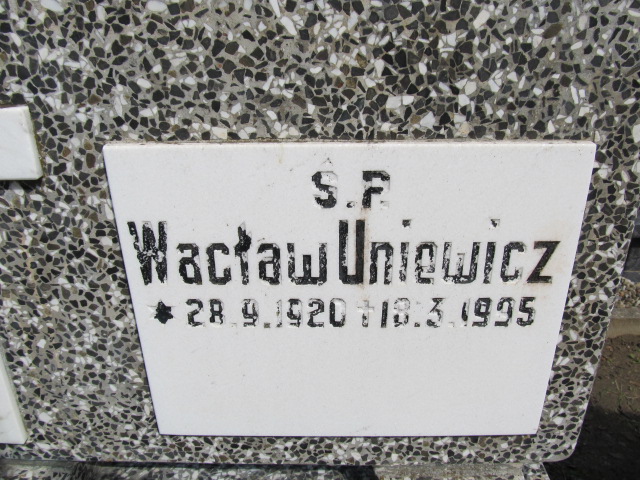 Ś.P.
Wacław Uniewicz
* 28.9.1920 † 18.3.1995